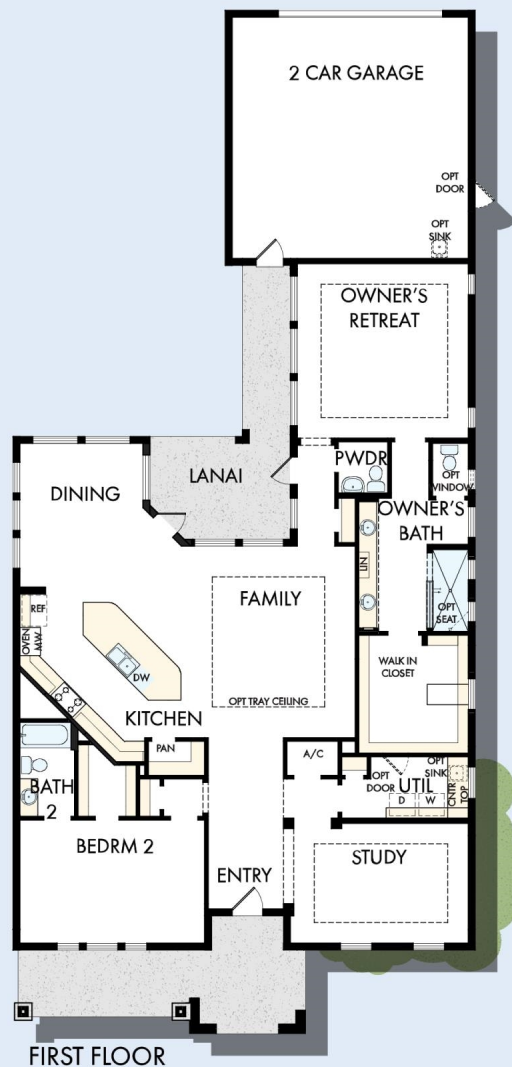 2 CAR GARAGE
OPT
DOOR
OPT
SINK
OWNER'S
RETREAT
PWDR
OPT
WINDOW
LANAI
DINING
OWNER'S
BATH
LIN
REF
OVEN
MW
FAMILY
OPT
SEAT
DW
WALK IN
CLOSET
OPT TRAY CEILING
KITCHEN
PAN
A/C
OPT
DOOR
OPT
SINK
UTIL
D
W
CNTR
TOP
BATH
2
BEDRM 2
STUDY
ENTRY
FIRST FLOOR